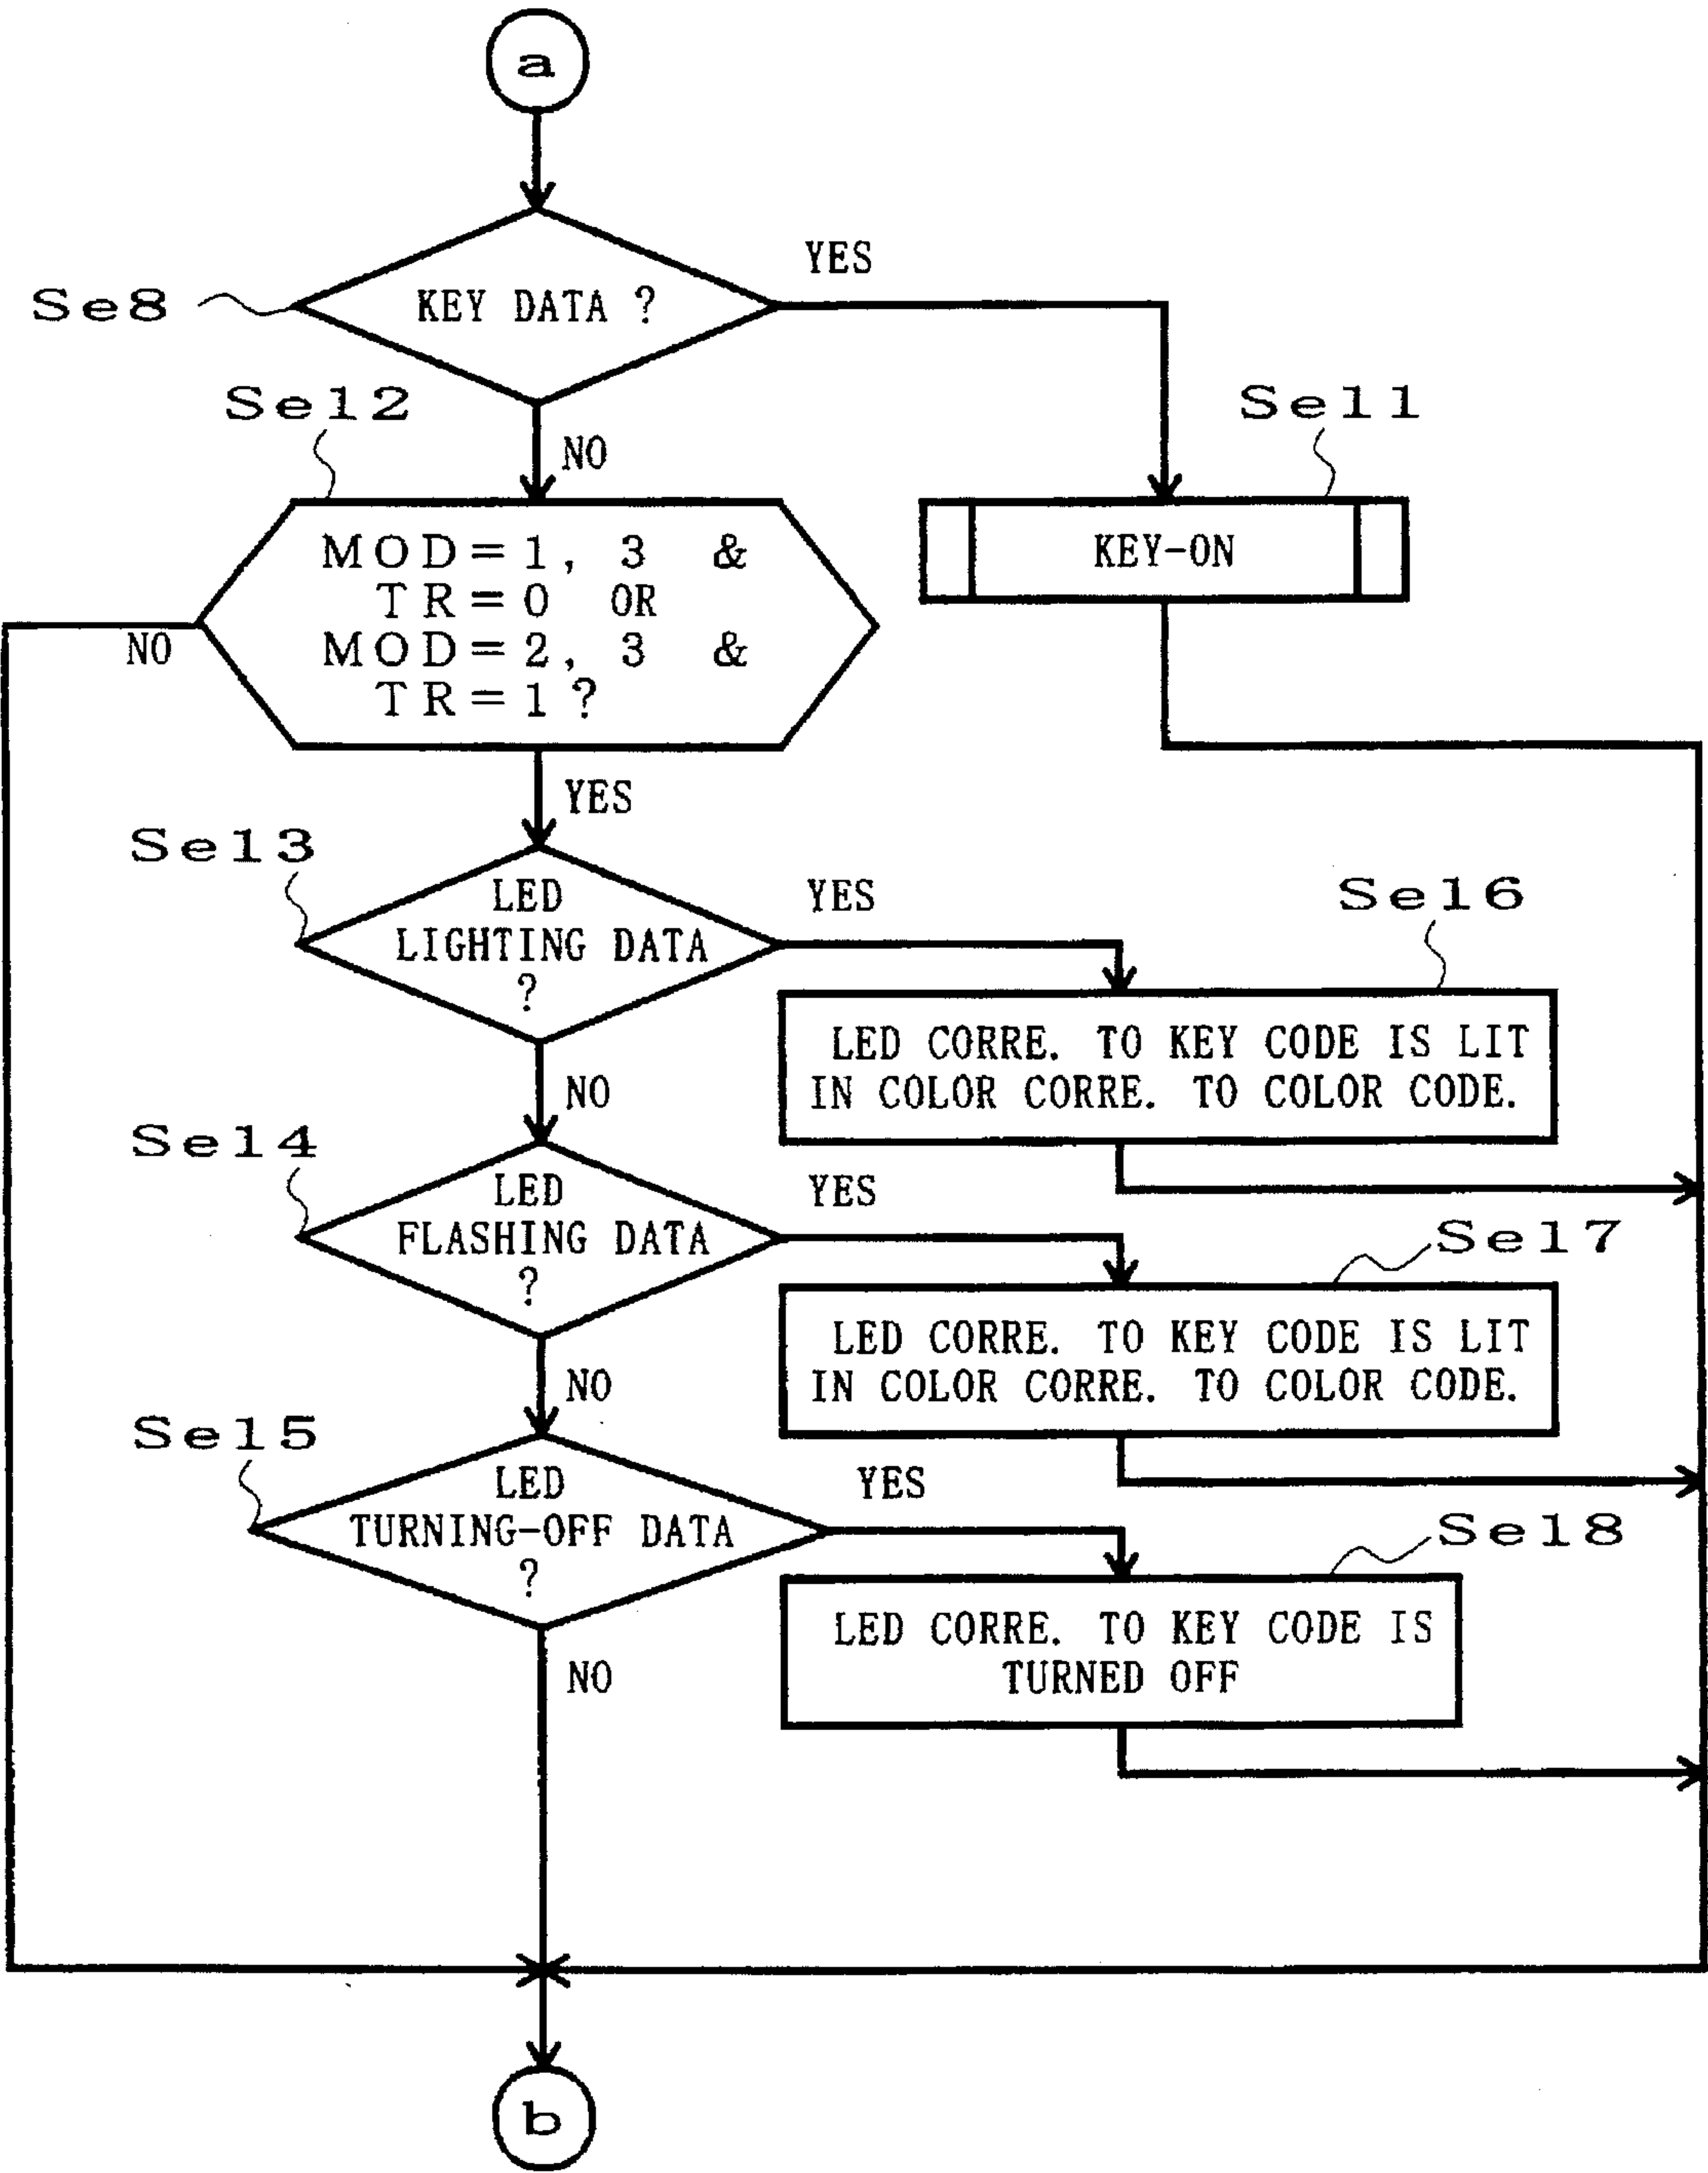 a
YES
Se8
KEY DATA ?
Se12
Se11
NO
MOD=1, 3 &
TR=0 OR
MOD=2, 3 &
TR=1?
KEY-ON
NO
YES
Se13
LED
LIGHTING DATA
?
YES
Se16
LED CORRE. TO KEY CODE IS LIT
IN COLOR CORRE. TO COLOR CODE.
NO
Se14
LED
FLASHING DATA
?
YES
Se17
LED CORRE. TO KEY CODE IS LIT
IN COLOR CORRE. TO COLOR CODE.
NO
Se15
LED
TURNING-OFF DATA
?
YES
Se18
LED CORRE. TO KEY CODE IS
TURNED OFF
NO
b